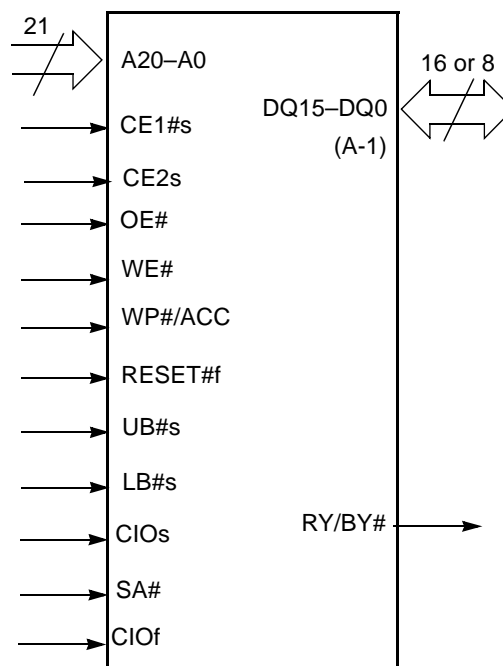 21
A20–A0
16 or 8
DQ15–DQ0
(A-1)
CE1#s
CE2s
OE#
WE#
WP#/ACC
RESET#f
UB#s
LB#s
RY/BY#
CIOs
SA#
CIOf